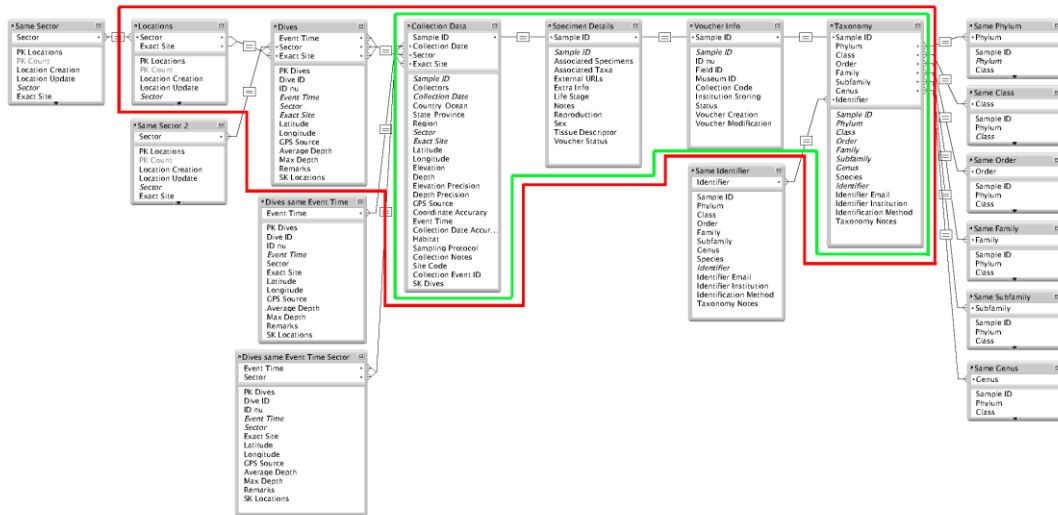 Same Sector
Sector
PK Locations
PK Count
Location Creation
Location Update
Sector
Exact Site
Locations
Sector
Exact Site
PK Locations
PK Count
Location Creation
Location Update
Sector
Same Sector 2
Sector
PK Locations
PK Count
Location Creation
Location Update
Sector
Exact Site
Dives
Event Time
Sector
Exact Site
PK Dives
Dive ID
ID nu
Event Time
Sector
Exact Site
Latitude
Longitude
GPS Source
Average Depth
Max Depth
Remarks
SK Locations
Dives same Event Time
Event Time
PK Dives
Dive ID
ID nu
Event Time
Sector
Exact Site
Latitude
Longitude
GPS Source
Average Depth
Max Depth
Remarks
SK Locations
Dives same Event Time Sector
Event Time
Sector
PK Dives
Dive ID
ID nu
Event Time
Sector
Exact Site
Latitude
Longitude
GPS Source
Average Depth
Max Depth
Remarks
SK Locations
Collection Data
Sample ID
Collection Date
Sector
Exact Site
Sample ID
Collectors
Collection Date
Country Ocean
State Province
Region
Sector
Exact Site
Latitude
Longitude
Elevation
Depth
Elevation Precision
Depth Precision
GPS Source
Coordinate Accuracy
Event Time
Collection Date Accur...
Habitat
Sampling Protocol
Collection Notes
Site Code
Collection Event ID
SK Dives
Specimen Details
Sample ID
Sample ID
Associated Specimens
Associated Taxa
External URLs
Extra Info
Life Stage
Notes
Reproduction
Sex
Tissue Descriptor
Voucher Status
Voucher Info
Sample ID
Sample ID
ID nu
Field ID
Museum ID
Collection Code
Institution Storing
Status
Voucher Creation
Voucher Modification
Same Identifier
Identifier
Sample ID
Phylum
Class
Order
Family
Subfamily
Genus
Species
Identifier
Identifier Email
Identifier Institution
Identification Method
Taxonomy Notes
Taxonomy
Sample ID
Phylum
Class
Order
Family
Subfamily
Genus
Identifier
Sample ID
Phylum
Class
Order
Family
Subfamily
Genus
Species
Identifier
Identifier Email
Identifier Institution
Identification Method
Taxonomy Notes
Same Phylum
Phylum
Sample ID
Phylum
Class
Same Class
Class
Sample ID
Phylum
Class
Same Order
Order
Sample ID
Phylum
Class
Same Family
Family
Sample ID
Phylum
Class
Same Subfamily
Subfamily
Sample ID
Phylum
Class
Same Genus
Genus
Sample ID
Phylum
Class